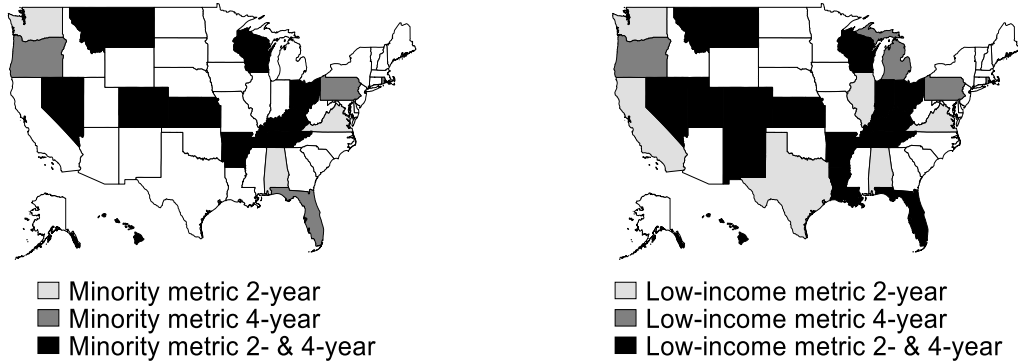 Minority metric 2-year
Minority metric 4-year
Minority metric 2- & 4-year
Low-income metric 2-year
Low-income metric 4-year
Low-income metric 2- & 4-year